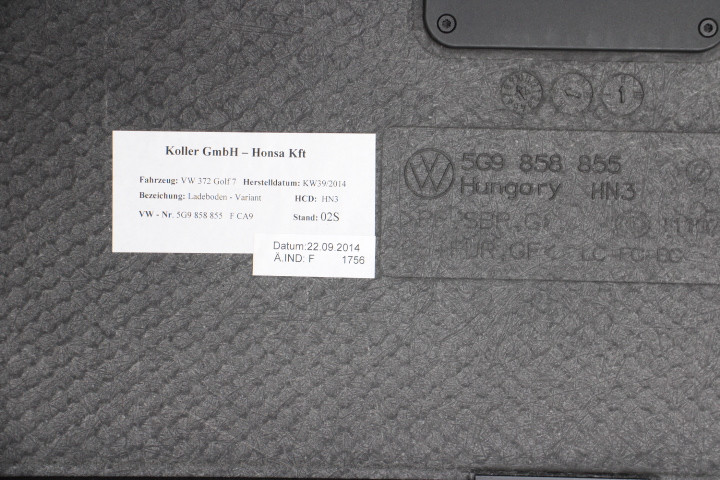 Koller GmbH – Honsa Kft
Fahrzeug: VW 372 Golf 7 Herstelldatum: KW39/2014
Bezeichung: Ladeboden - Variant HCD: HN3
VW - Nr. 5G9 858 855 F CA9 Stand: 02S
Datum:22.09.2014
Ä.IND: F 1756
5G9 858 855
Hungary HN3